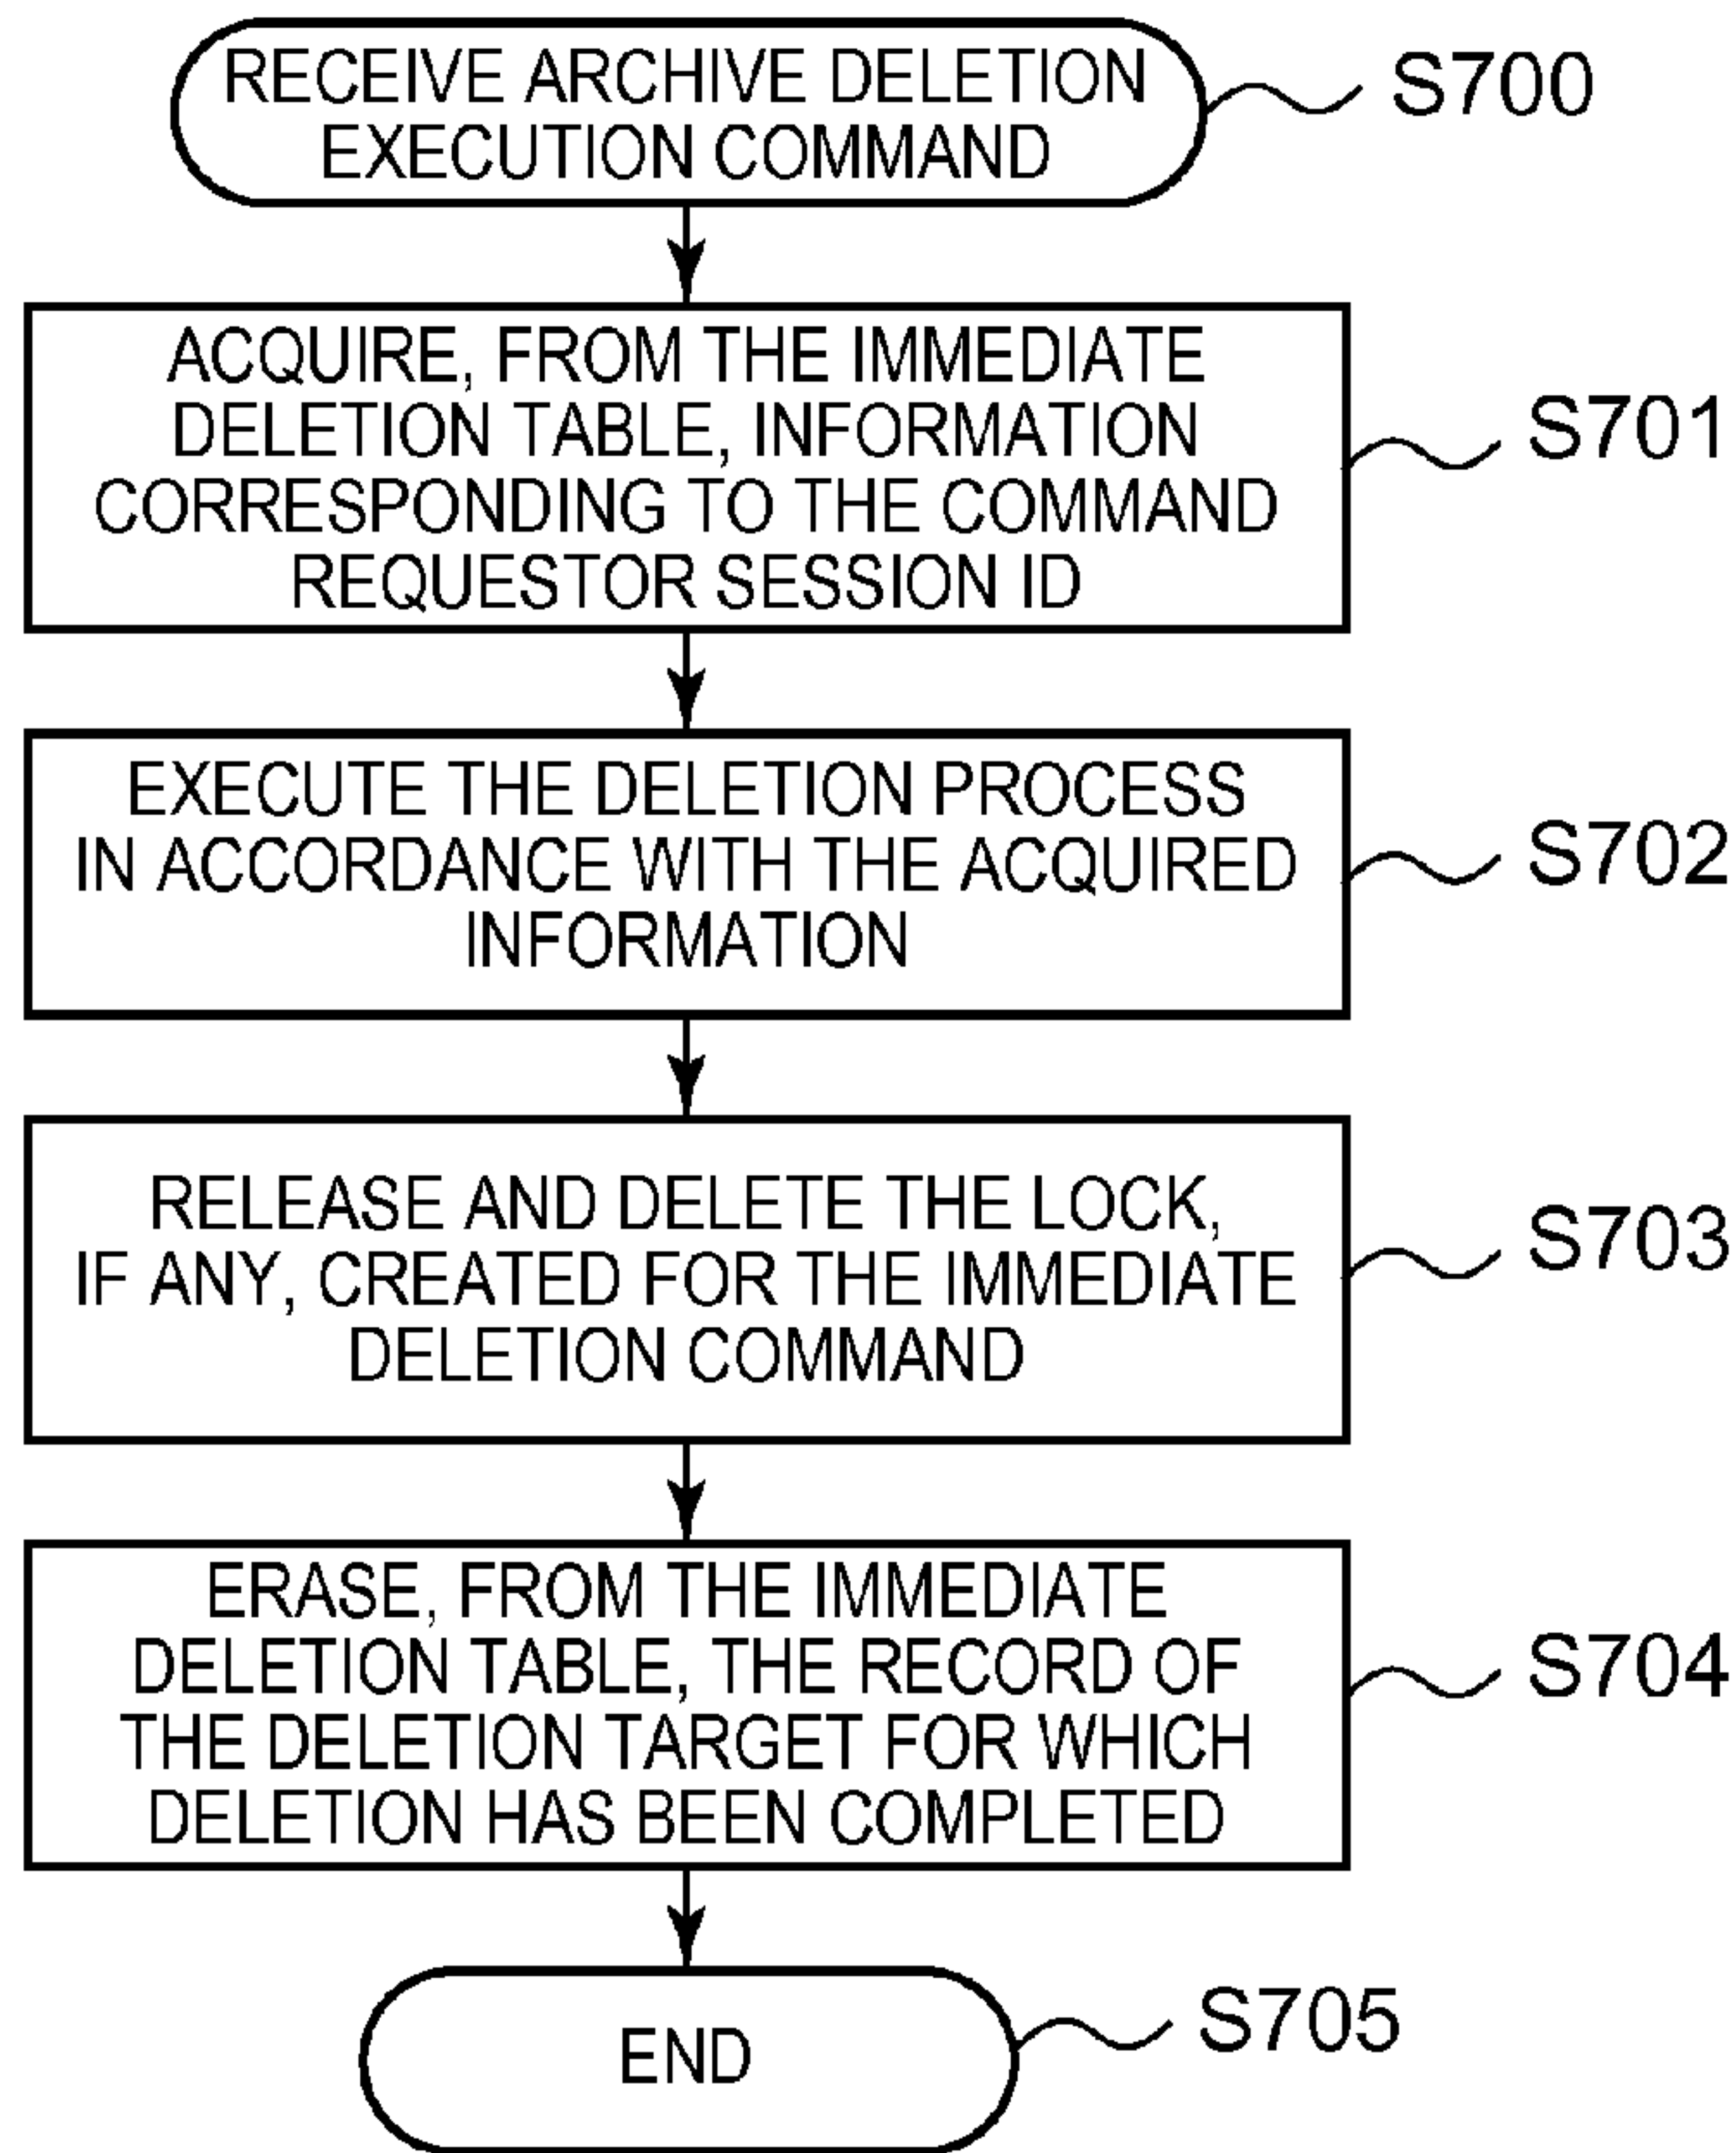 RECEIVE ARCHIVE DELETION
EXECUTION COMMAND
S700
ACQUIRE, FROM THE IMMEDIATE
DELETION TABLE, INFORMATION
CORRESPONDING TO THE COMMAND
REQUESTOR SESSION ID
S701
EXECUTE THE DELETION PROCESS
IN ACCORDANCE WITH THE ACQUIRED
INFORMATION
S702
RELEASE AND DELETE THE LOCK,
IF ANY, CREATED FOR THE IMMEDIATE
DELETION COMMAND
S703
ERASE, FROM THE IMMEDIATE
DELETION TABLE, THE RECORD OF
THE DELETION TARGET FOR WHICH
DELETION HAS BEEN COMPLETED
S704
END
S705